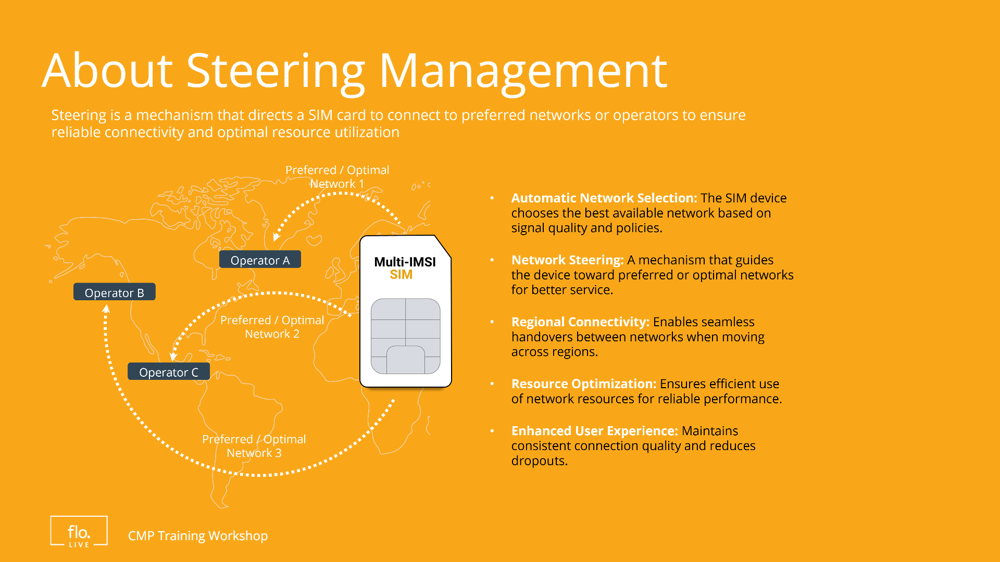 About Steering Management
Steering is a mechanism that directs a SIM card to connect to preferred networks or operators to ensure
reliable connectivity and optimal resource utilization
Preferred / Optimal
Network 1
Operator A
Multi-IMSI
SIM
Operator B
Preferred / Optimal
Network 2
Operator C
Preferred / Optimal
Network 3
• Automatic Network Selection: The SIM device
chooses the best available network based on
signal quality and policies.
• Network Steering: A mechanism that guides
the device toward preferred or optimal networks
for better service.
• Regional Connectivity: Enables seamless
handovers between networks when moving
across regions.
• Resource Optimization: Ensures efficient use
of network resources for reliable performance.
• Enhanced User Experience: Maintains
consistent connection quality and reduces
dropouts.
flo.
LIVE
CMP Training Workshop